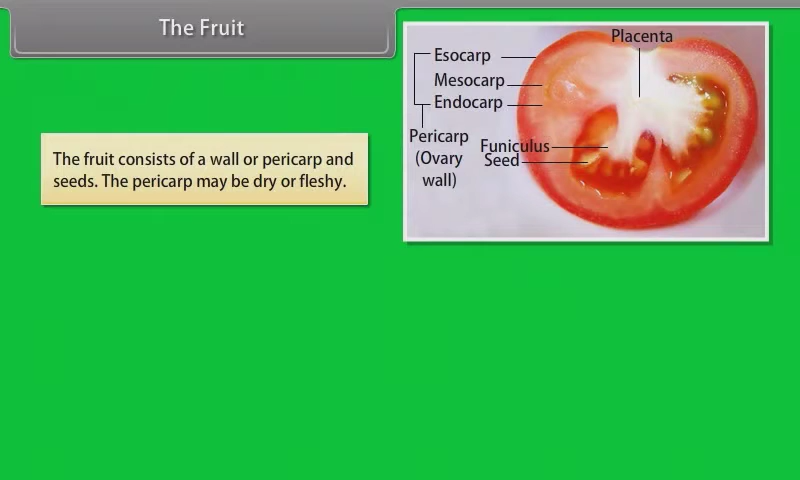 The Fruit
The fruit consists of a wall or pericarp and
seeds. The pericarp may be dry or fleshy.
Placenta
Esocarp
Mesocarp
Endocarp
Pericarp
(Ovary
wall)
Funiculus
Seed